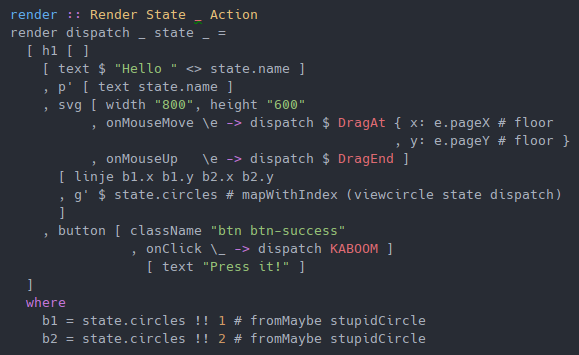 render :: Render State _ Action
render dispatch _ state _ =
  [ h1 [ ]
    [ text $ "Hello " <> state.name ]
    , p' [ text state.name ]
    , svg [ width "800", height "600"
          , onMouseMove \e -> dispatch $ DragAt { x: e.pageX # floor
                                                , y: e.pageY # floor }
          , onMouseUp   \e -> dispatch $ DragEnd ]
      [ linje b1.x b1.y b2.x b2.y
      , g' $ state.circles # mapWithIndex (viewcircle state dispatch)
      ]
    , button [ className "btn btn-success"
               , onClick \_ -> dispatch KABOOM ]
                 [ text "Press it!" ]
  ]
  where
    b1 = state.circles !! 1 # fromMaybe stupidCircle
    b2 = state.circles !! 2 # fromMaybe stupidCircle